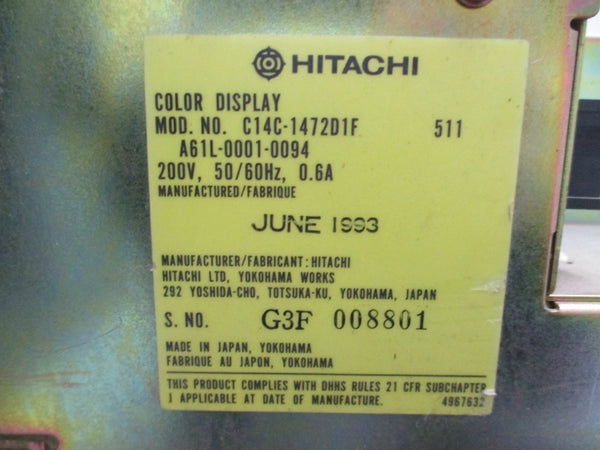 HITACHI
COLOR DISPLAY
MOD. NO. C14C-1472D1F 511
A61L-0001-0094
200V, 50/60Hz, 0.6A
MANUFACTURED/FABRIQUE
JUNE 1993
MANUFACTURER/FABRICANT: HITACHI
HITACHI LTD, YOKOHAMA WORKS
292 YOSHIDA-CHO, TOTSUKA-KU, YOKOHAMA, JAPAN
S. NO. G3F 008801
MADE IN JAPAN, YOKOHAMA
FABRIQUE AU JAPON, YOKOHAMA
THIS PRODUCT COMPLIES WITH DHHS RULES 21 CFR SUBCHAPTER
J APPLICABLE AT DATE OF MANUFACTURE. 4967632